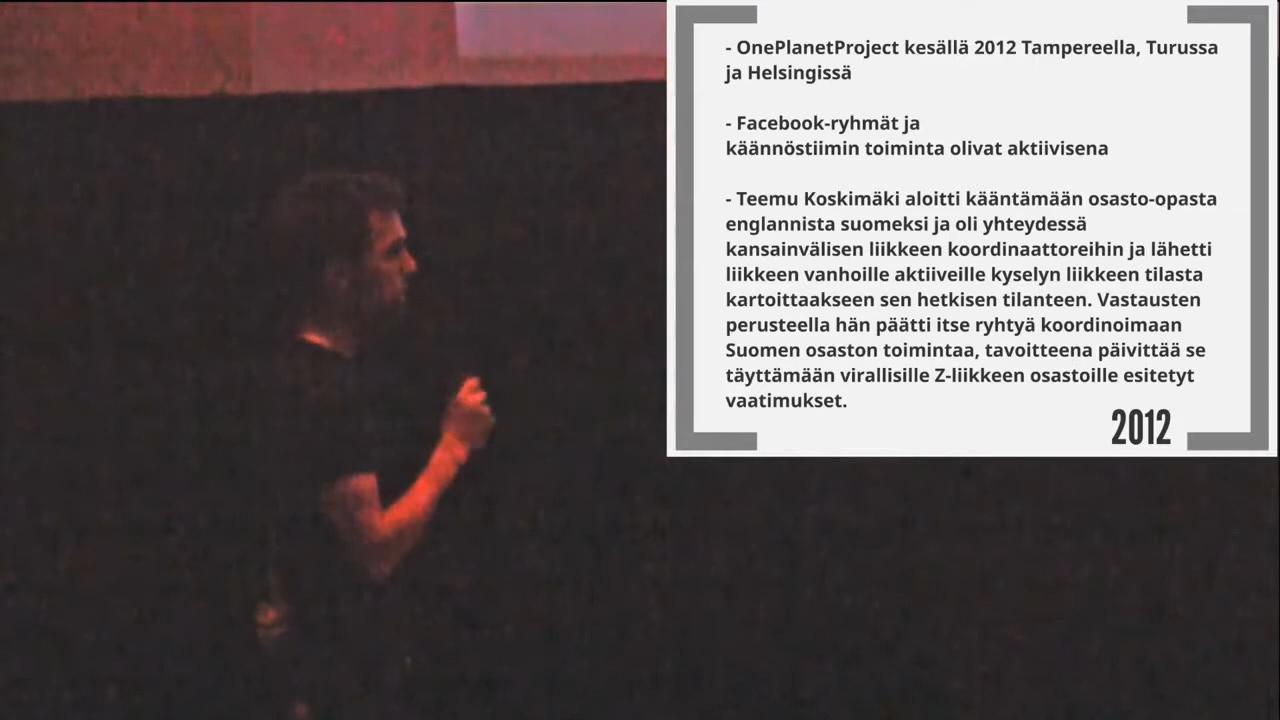 - OnePlanetProject kesällä 2012 Tampereella, Turussa
ja Helsingissä
- Facebook-ryhmät ja
käännöstiimin toiminta olivat aktiivisena
- Teemu Koskimäki aloitti kääntämään osasto-opasta
englannista suomeksi ja oli yhteydessä
kansainvälisen liikkeen koordinaattoreihin ja lähetti
liikkeen vanhoille aktiiveille kyselyn liikkeen tilasta
kartoittaakseen sen hetkisen tilanteen. Vastausten
perusteella hän päätti itse ryhtyä koordinoimaan
Suomen osaston toimintaa, tavoitteena päivittää se
täyttämään virallisille Z-liikkeen osastoille esitetyt
vaatimukset.
2012